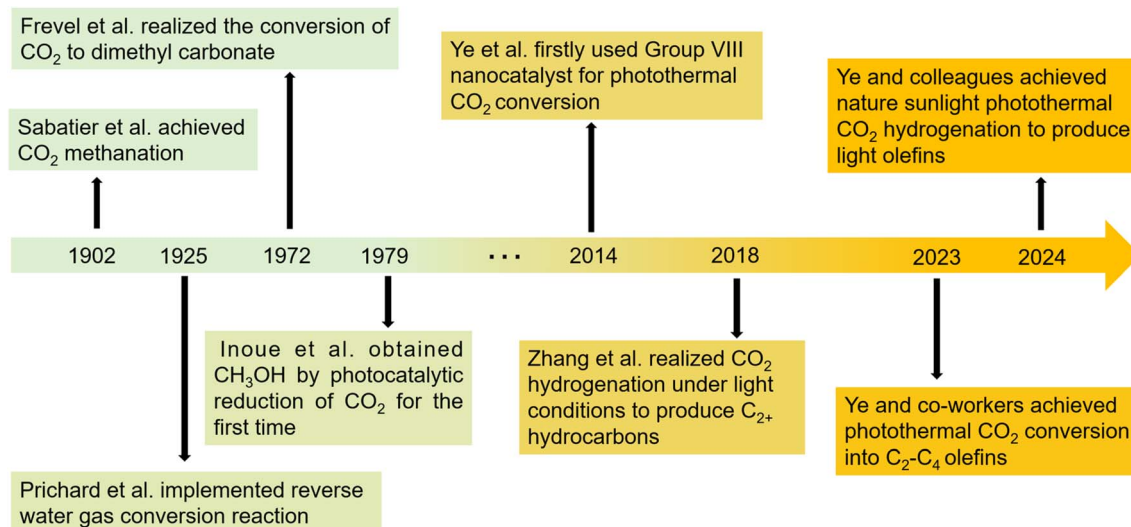 Frevel et al. realized the conversion of
CO₂ to dimethyl carbonate
Ye et al. firstly used Group VIII
nanocatalyst for photothermal
CO₂ conversion
Ye and colleagues achieved
nature sunlight photothermal
CO₂ hydrogenation to produce
light olefins
Sabatier et al. achieved
CO₂ methanation
1902 1925 1972 1979 ... 2014 2018 2023 2024
Inoue et al. obtained
CH₃OH by photocatalytic
reduction of CO₂ for the
first time
Zhang et al. realized CO₂
hydrogenation under light
conditions to produce C₂₊
hydrocarbons
Ye and co-workers achieved
photothermal CO₂ conversion
into C₂-C₄ olefins
Prichard et al. implemented reverse
water gas conversion reaction